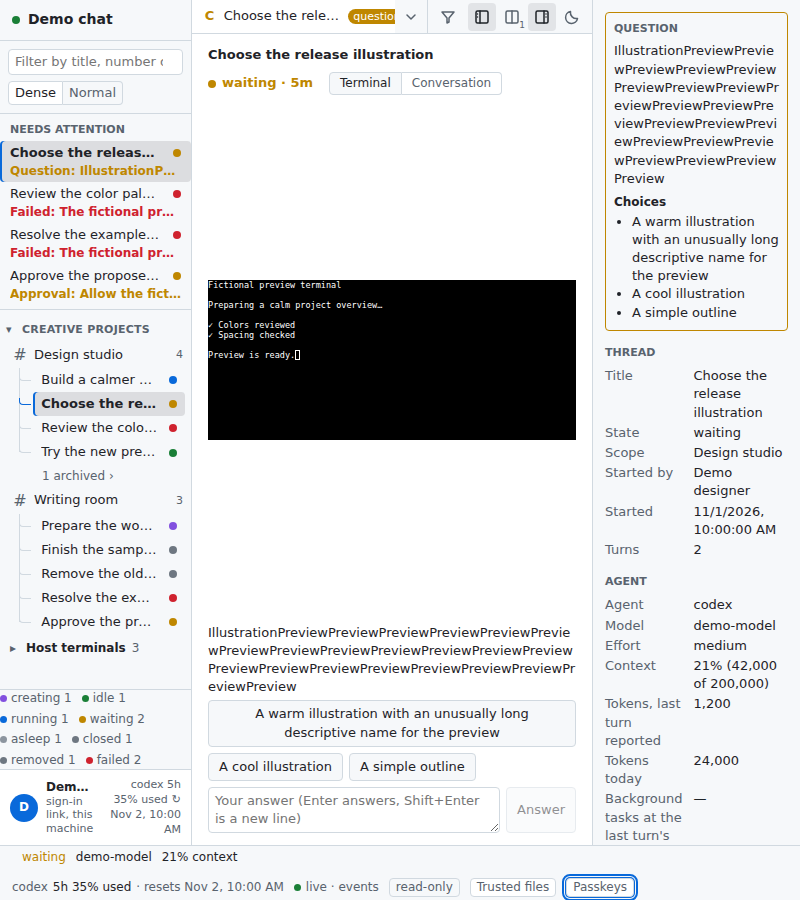 Demo chat
Dense Normal
NEEDS ATTENTION
Choose the releas…
Question: IllustrationP…
Review the color pal…
Failed: The fictional pr…
Resolve the example…
Failed: The fictional pr…
Approve the propose…
Approval: Allow the fict…
CREATIVE PROJECTS
# Design studio 4
Build a calmer …
Choose the re…
Review the colo…
Try the new pre…
1 archived ›
# Writing room 3
Prepare the wo…
Finish the samp…
Remove the old…
Resolve the ex…
Approve the pr…
Host terminals 3
creating 1 idle 1
running 1 waiting 2
asleep 1 closed 1
removed 1 failed 2
D
Dem…
sign-in
link, this
machine
codex 5h
35% used ↻
Nov 2, 10:00
AM
C Choose the rele…
1
Choose the release illustration
waiting · 5m Terminal Conversation
Fictional preview terminal
Preparing a calm project overview…
✓ Colors reviewed
✓ Spacing checked
Preview is ready.
IllustrationPreviewPreviewPreviewPreviewPreviewPrevie
wPreviewPreviewPreviewPreviewPreviewPreviewPreview
PreviewPreviewPreviewPreviewPreviewPreviewPreviewPr
eviewPreview
A warm illustration with an unusually long
descriptive name for the preview
A cool illustration A simple outline
Your answer (Enter answers, Shift+Enter
is a new line)
Answer
QUESTION
IllustrationPreviewPrevie
wPreviewPreviewPreview
PreviewPreviewPreviewPr
eviewPreviewPreviewPre
viewPreviewPreviewPrevi
ewPreviewPreviewPrevie
wPreviewPreviewPreview
Preview
Choices
• A warm illustration
with an unusually long
descriptive name for
the preview
• A cool illustration
• A simple outline
THREAD
Title Choose the
release
illustration
State waiting
Scope Design studio
Started by Demo
designer
Started 11/1/2026,
10:00:00 AM
Turns 2
AGENT
Agent codex
Model demo-model
Effort medium
Context 21% (42,000
of 200,000)
Tokens, last 1,200
turn
reported
Tokens 24,000
today
Background —
tasks at the
last turn's
waiting demo-model 21% context
codex 5h 35% used · resets Nov 2, 10:00 AM live · events read-only Trusted files Passkeys